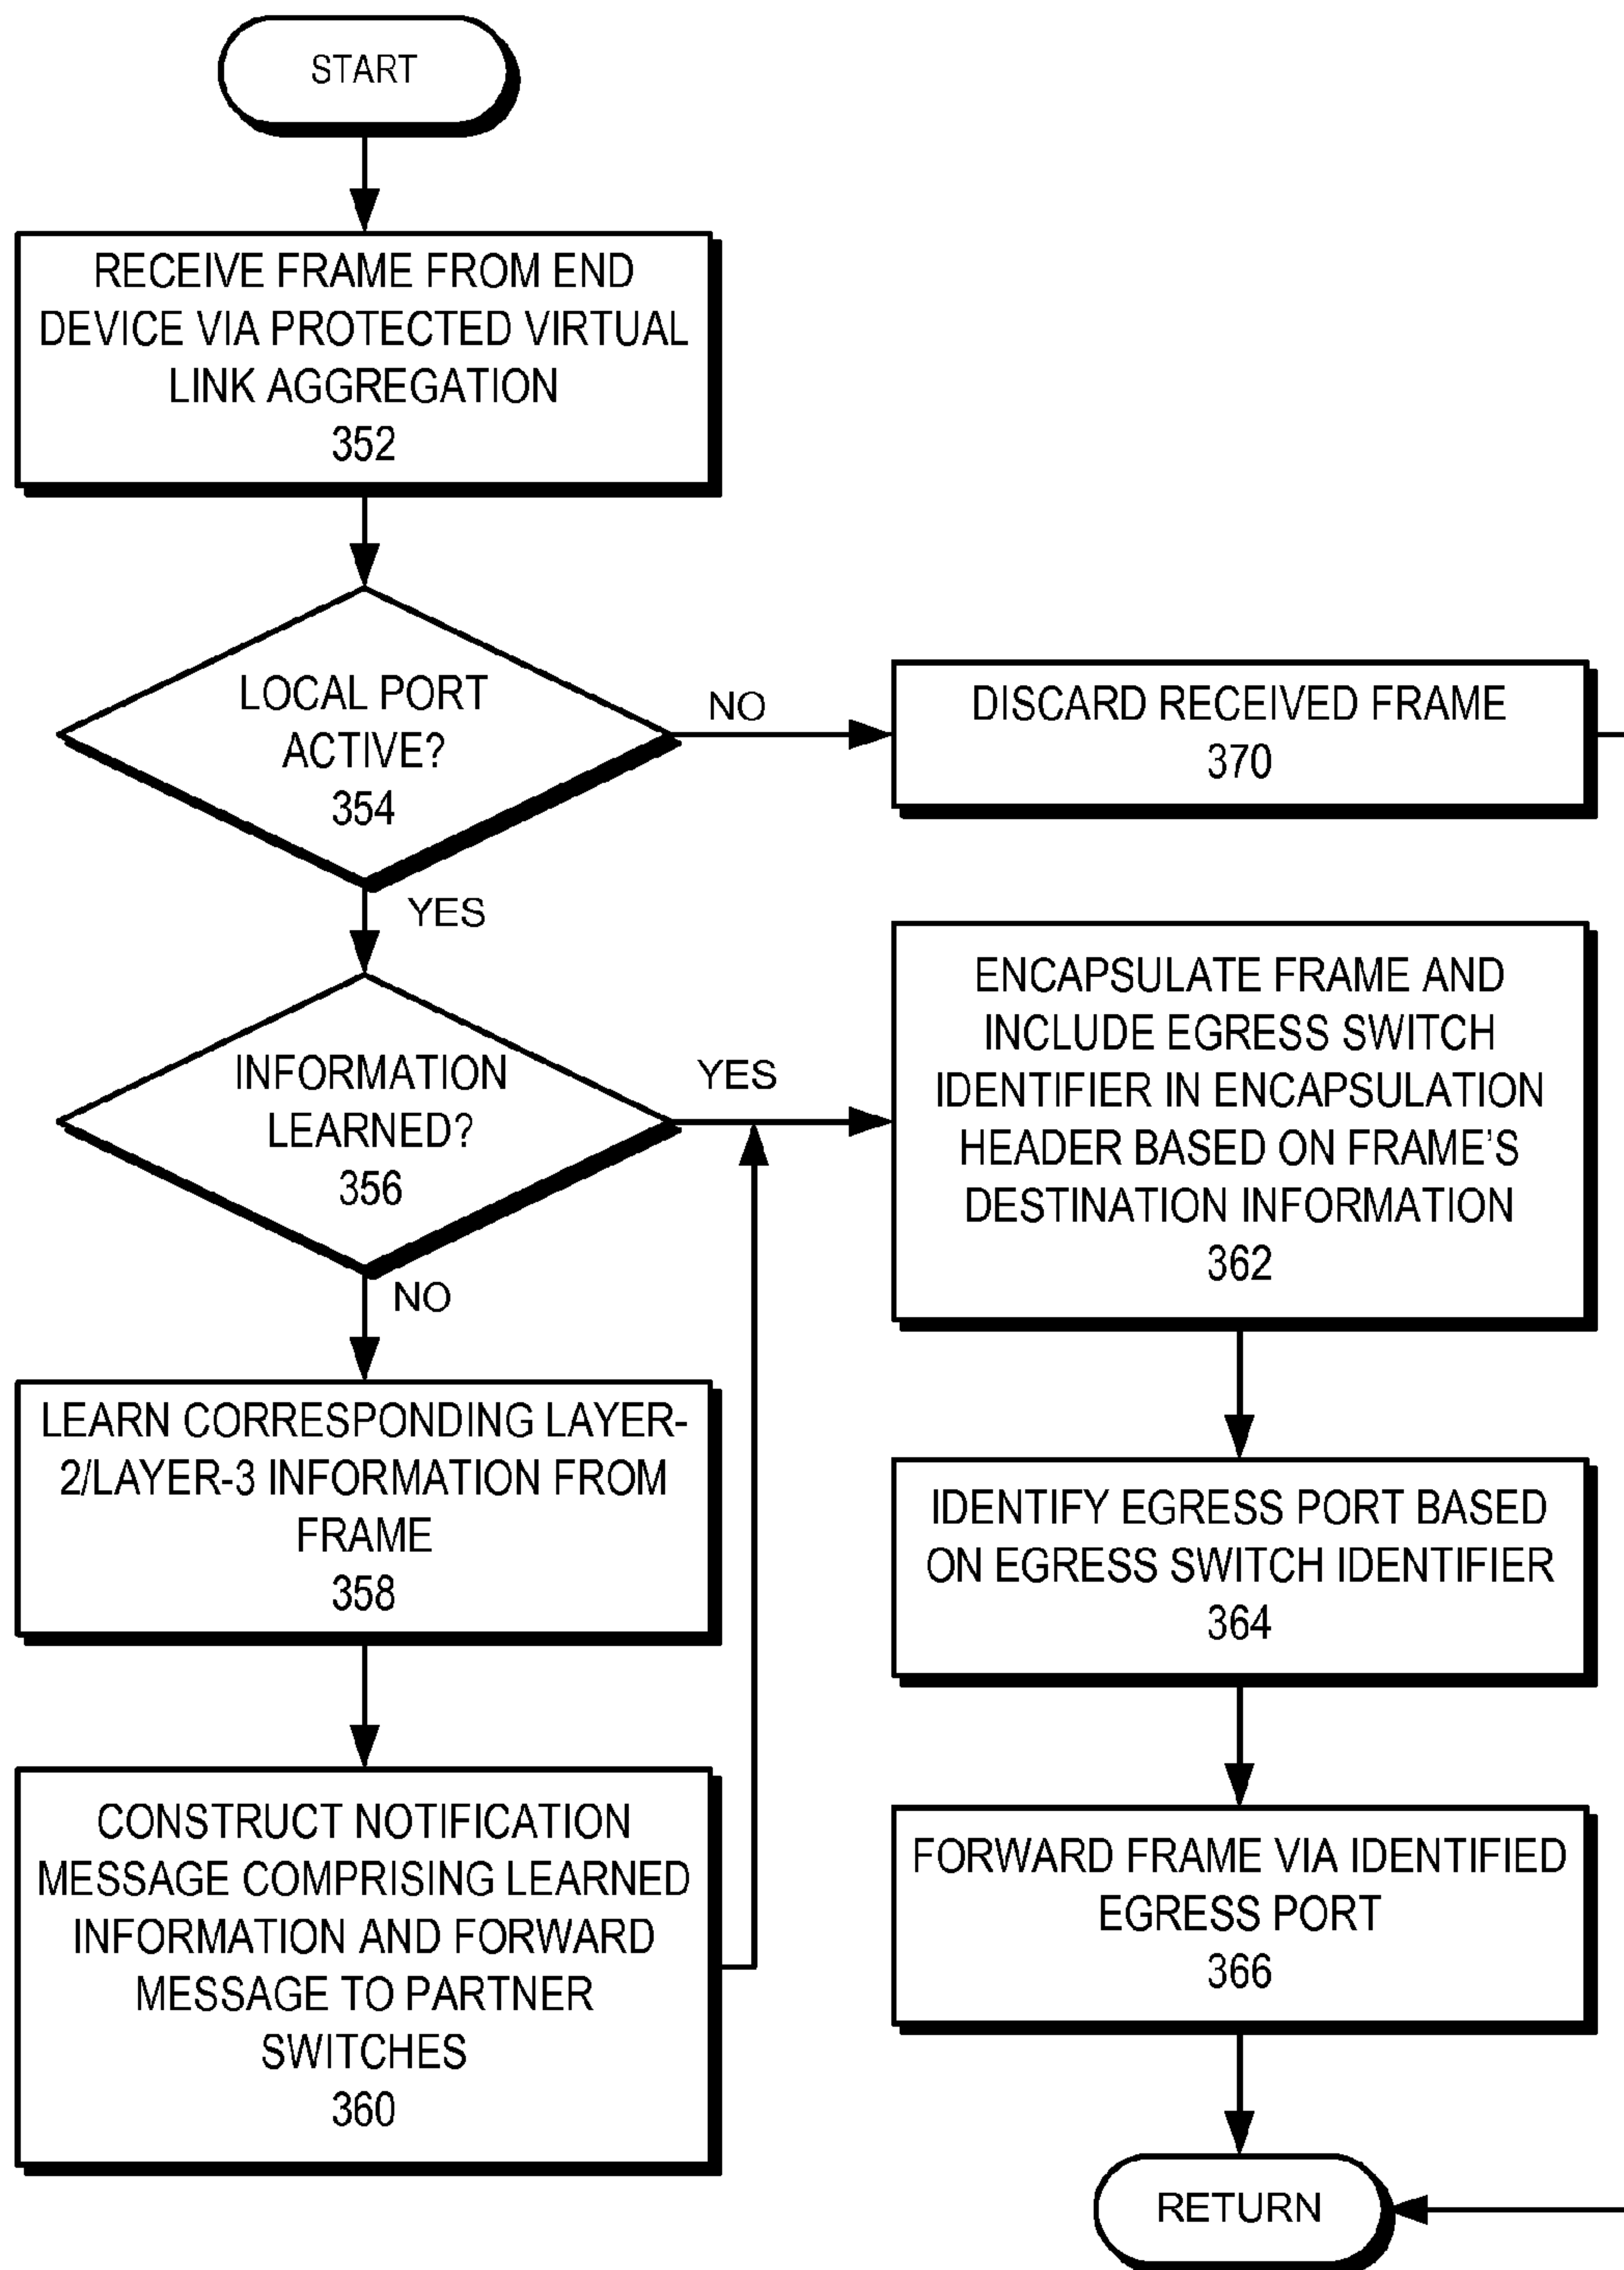 START
RECEIVE FRAME FROM END
DEVICE VIA PROTECTED VIRTUAL
LINK AGGREGATION
352
LOCAL PORT
ACTIVE?
354
NO
DISCARD RECEIVED FRAME
370
YES
INFORMATION
LEARNED?
356
YES
NO
LEARN CORRESPONDING LAYER-
2/LAYER-3 INFORMATION FROM
FRAME
358
CONSTRUCT NOTIFICATION
MESSAGE COMPRISING LEARNED
INFORMATION AND FORWARD
MESSAGE TO PARTNER
SWITCHES
360
ENCAPSULATE FRAME AND
INCLUDE EGRESS SWITCH
IDENTIFIER IN ENCAPSULATION
HEADER BASED ON FRAME’S
DESTINATION INFORMATION
362
IDENTIFY EGRESS PORT BASED
ON EGRESS SWITCH IDENTIFIER
364
FORWARD FRAME VIA IDENTIFIED
EGRESS PORT
366
RETURN